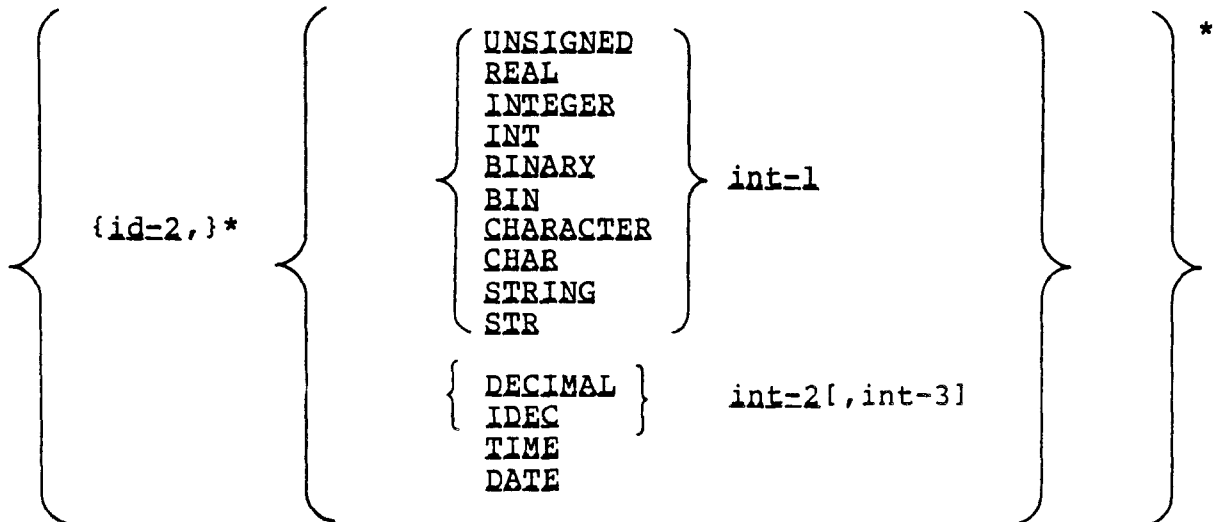 UNSIGNED *
REAL
INTEGER
INT
BINARY int-1
BIN
{id-2,}* CHARACTER
CHAR
STRING
STR
{ DECIMAL } int-2[,int-3]
IDEC
TIME
DATE